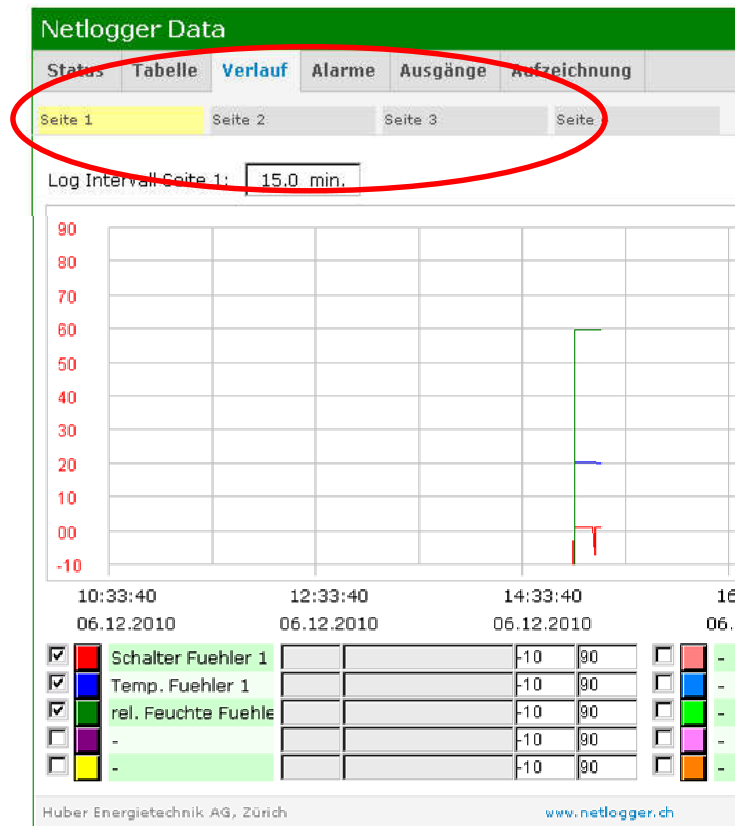 Netlogger Data
Status Tabelle Verlauf Alarme Ausgänge Aufzeichnung
Seite 1 Seite 2 Seite 3 Seite
Log Intervall Seite 1: 15.0 min.
90
80
70
60
50
40
30
20
10
00
-10
10:33:40 12:33:40 14:33:40 16
06.12.2010 06.12.2010 06.12.2010 06.
Schalter Fuehler 1 -10 90 -
Temp. Fuehler 1 -10 90 -
rel. Feuchte Fuehle -10 90 -
- -10 90 -
- -10 90 -
Huber Energietechnik AG, Zürich www.netlogger.ch